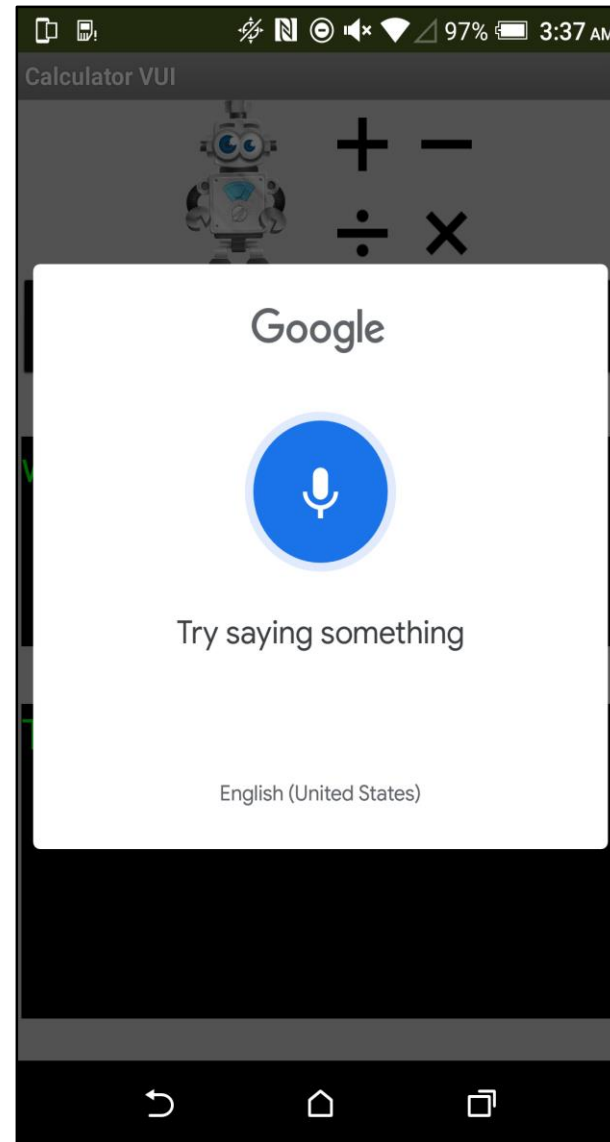 97% 3:37 AM
Calculator VUI
+ −
÷ ×
Google
Try saying something
English (United States)